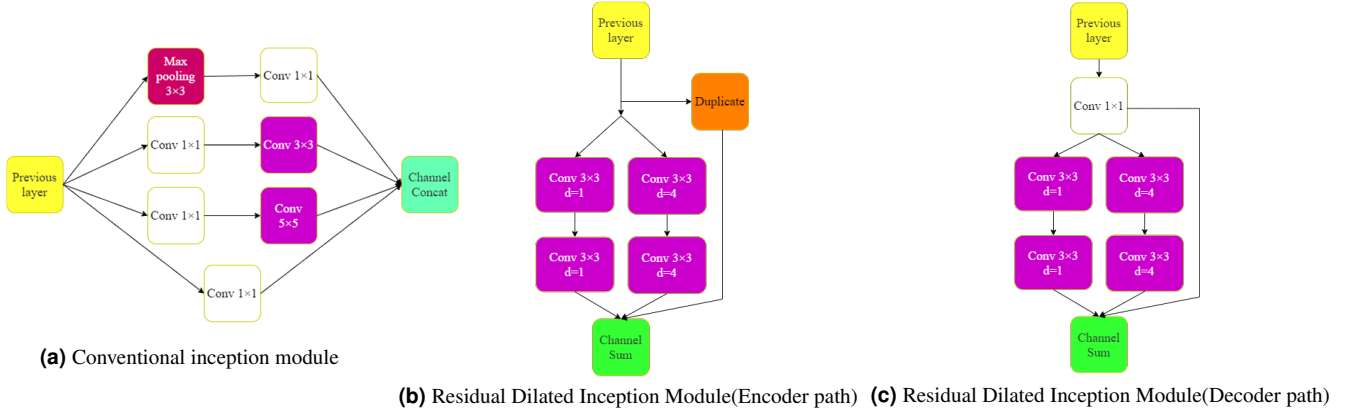 Max
pooling
3×3
Conv 1×1
Conv 1×1
Conv 3×3
Previous
layer
Channel
Concat
Conv 1×1
Conv
5×5
Conv 1×1
(a) Conventional inception module
Previous
layer
Duplicate
Conv 3×3
d=1
Conv 3×3
d=4
Conv 3×3
d=1
Conv 3×3
d=4
Channel
Sum
(b) Residual Dilated Inception Module(Encoder path)
Previous
layer
Conv 1×1
Conv 3×3
d=1
Conv 3×3
d=4
Conv 3×3
d=1
Conv 3×3
d=4
Channel
Sum
(c) Residual Dilated Inception Module(Decoder path)